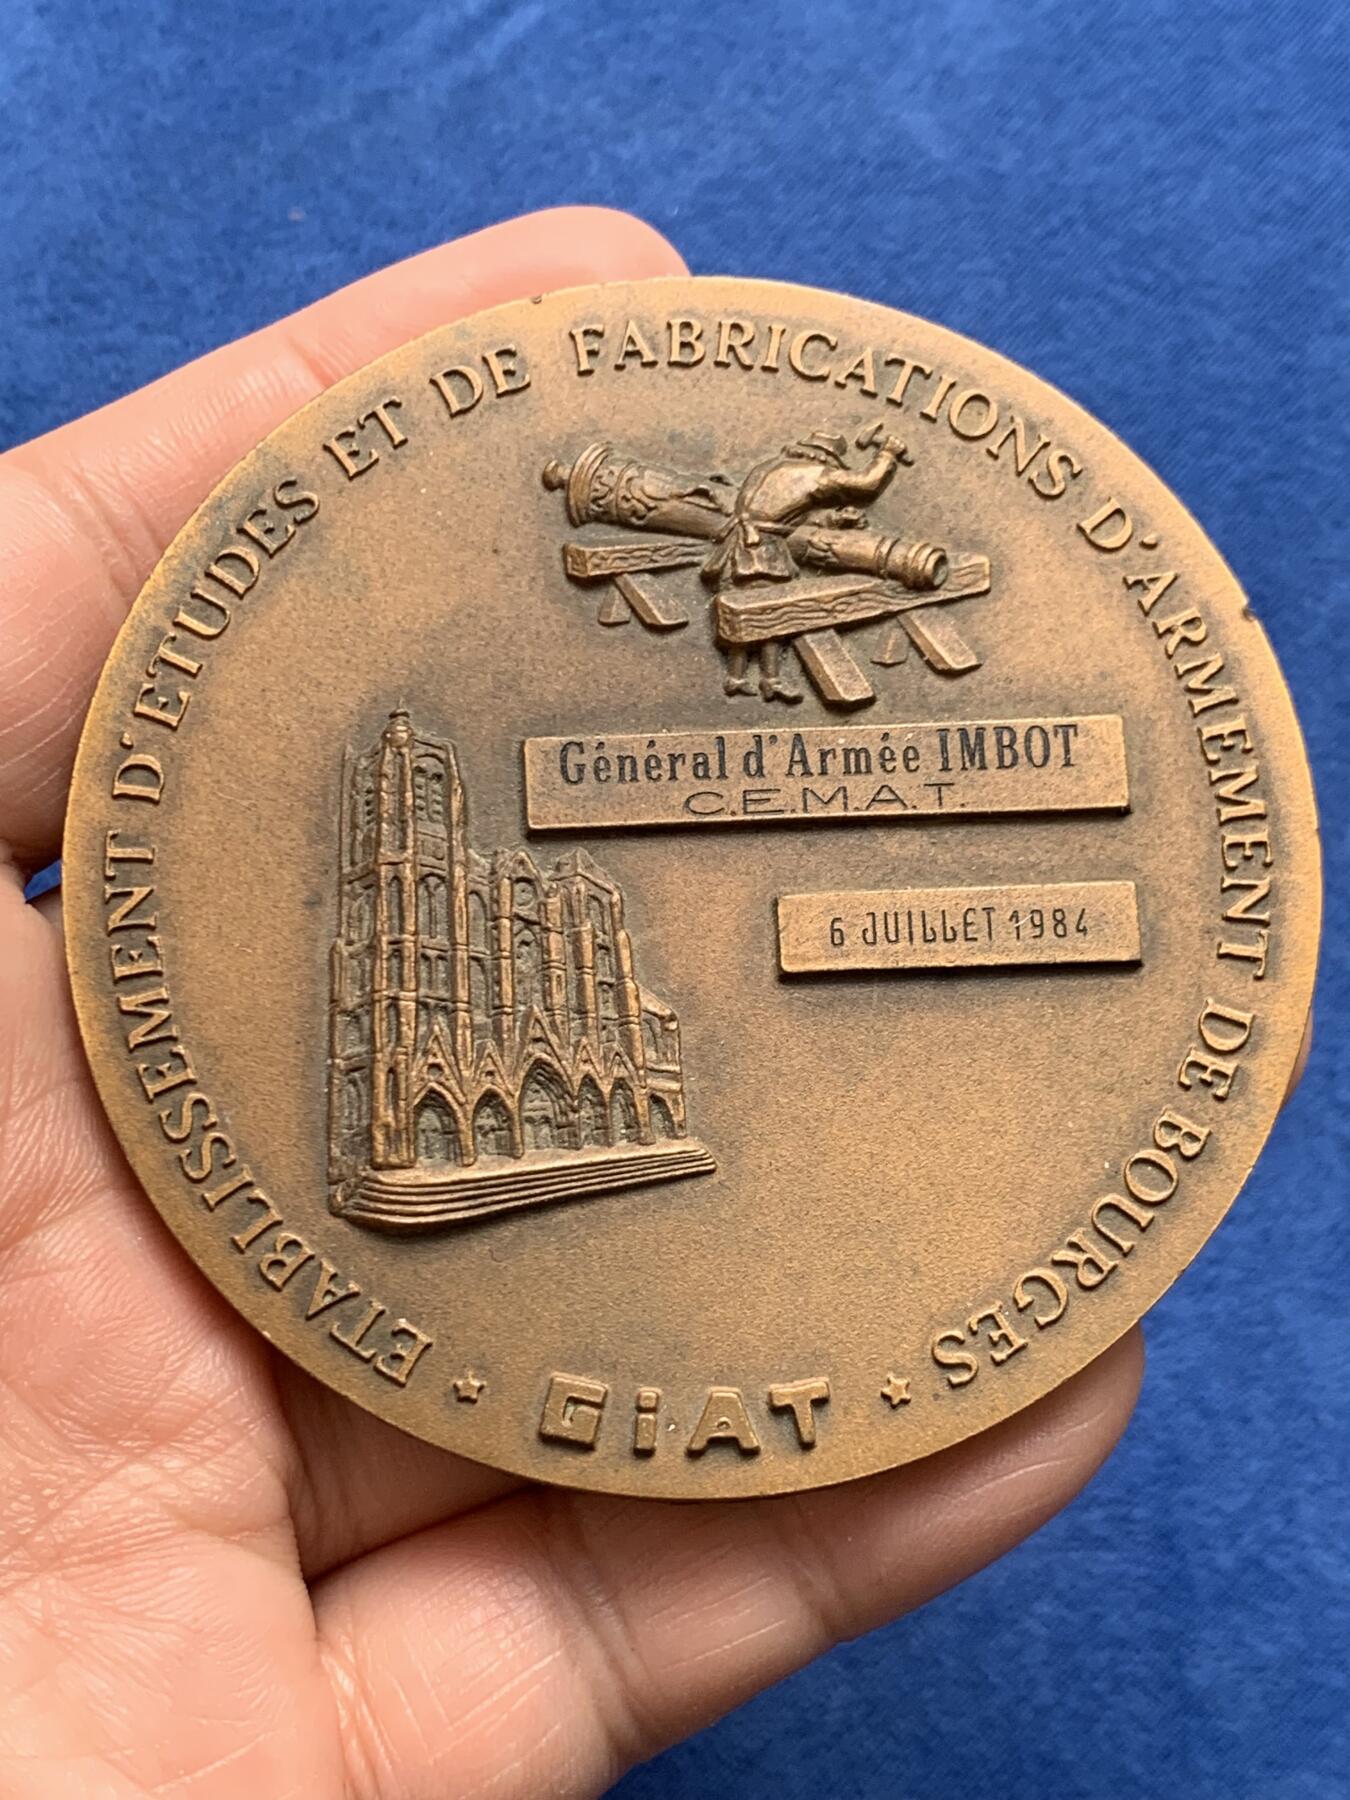 ETABLISSEMENT D'ETUDES ET DE FABRICATIONS D'ARMEMENT DE BOURGES
Général d'Armée IMBOT
C.E.M.A.T.
6 JUILLET 1984
GiAT